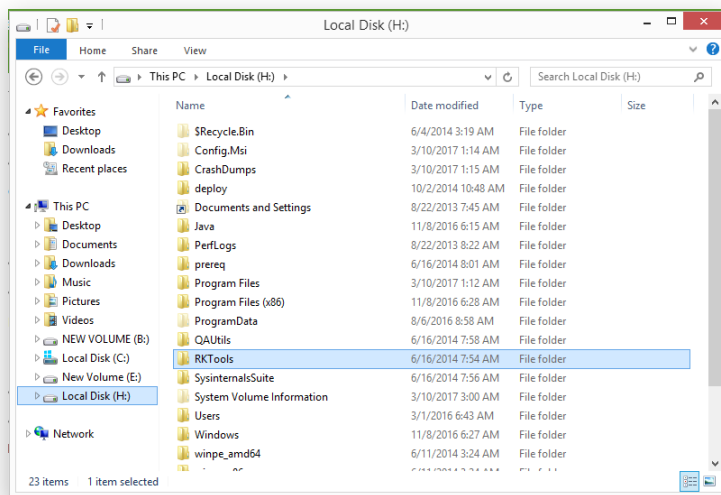 Local Disk (H:)
File Home Share View
This PC Local Disk (H:) Search Local Disk (H:)
Favorites
Desktop
Downloads
Recent places
This PC
Desktop
Documents
Downloads
Music
Pictures
Videos
NEW VOLUME (B:)
Local Disk (C:)
New Volume (E:)
Local Disk (H:)
Network
Name Date modified Type Size
$Recycle.Bin 6/4/2014 3:19 AM File folder
Config.Msi 3/10/2017 1:14 AM File folder
CrashDumps 3/10/2017 1:15 AM File folder
deploy 10/2/2014 10:48 AM File folder
Documents and Settings 8/22/2013 7:45 AM File folder
Java 11/8/2016 6:15 AM File folder
PerfLogs 8/22/2013 8:22 AM File folder
prereq 6/16/2014 8:01 AM File folder
Program Files 3/10/2017 1:12 AM File folder
Program Files (x86) 11/8/2016 6:28 AM File folder
ProgramData 8/6/2016 8:58 AM File folder
QAUtils 6/16/2014 7:58 AM File folder
RKTools 6/16/2014 7:54 AM File folder
SysinternalsSuite 6/16/2014 7:56 AM File folder
System Volume Information 3/10/2017 3:00 AM File folder
Users 3/1/2016 6:43 AM File folder
Windows 11/8/2016 6:27 AM File folder
winpe_amd64 6/11/2014 3:24 AM File folder
23 items 1 item selected